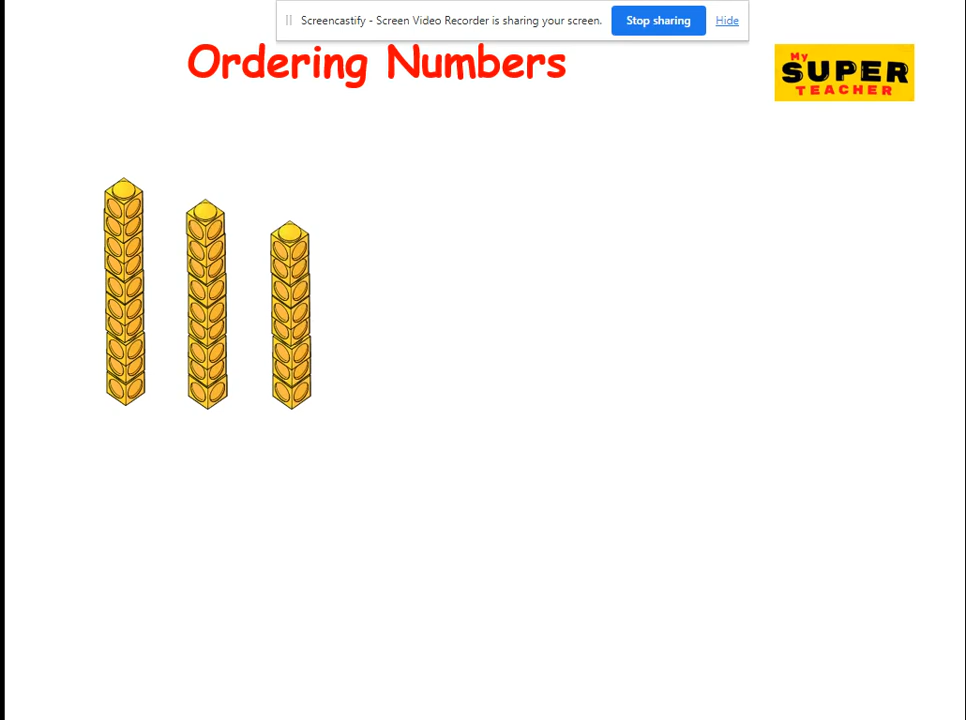 Screencastify - Screen Video Recorder is sharing your screen. Stop sharing Hide
Ordering Numbers
My
SUPER
TEACHER